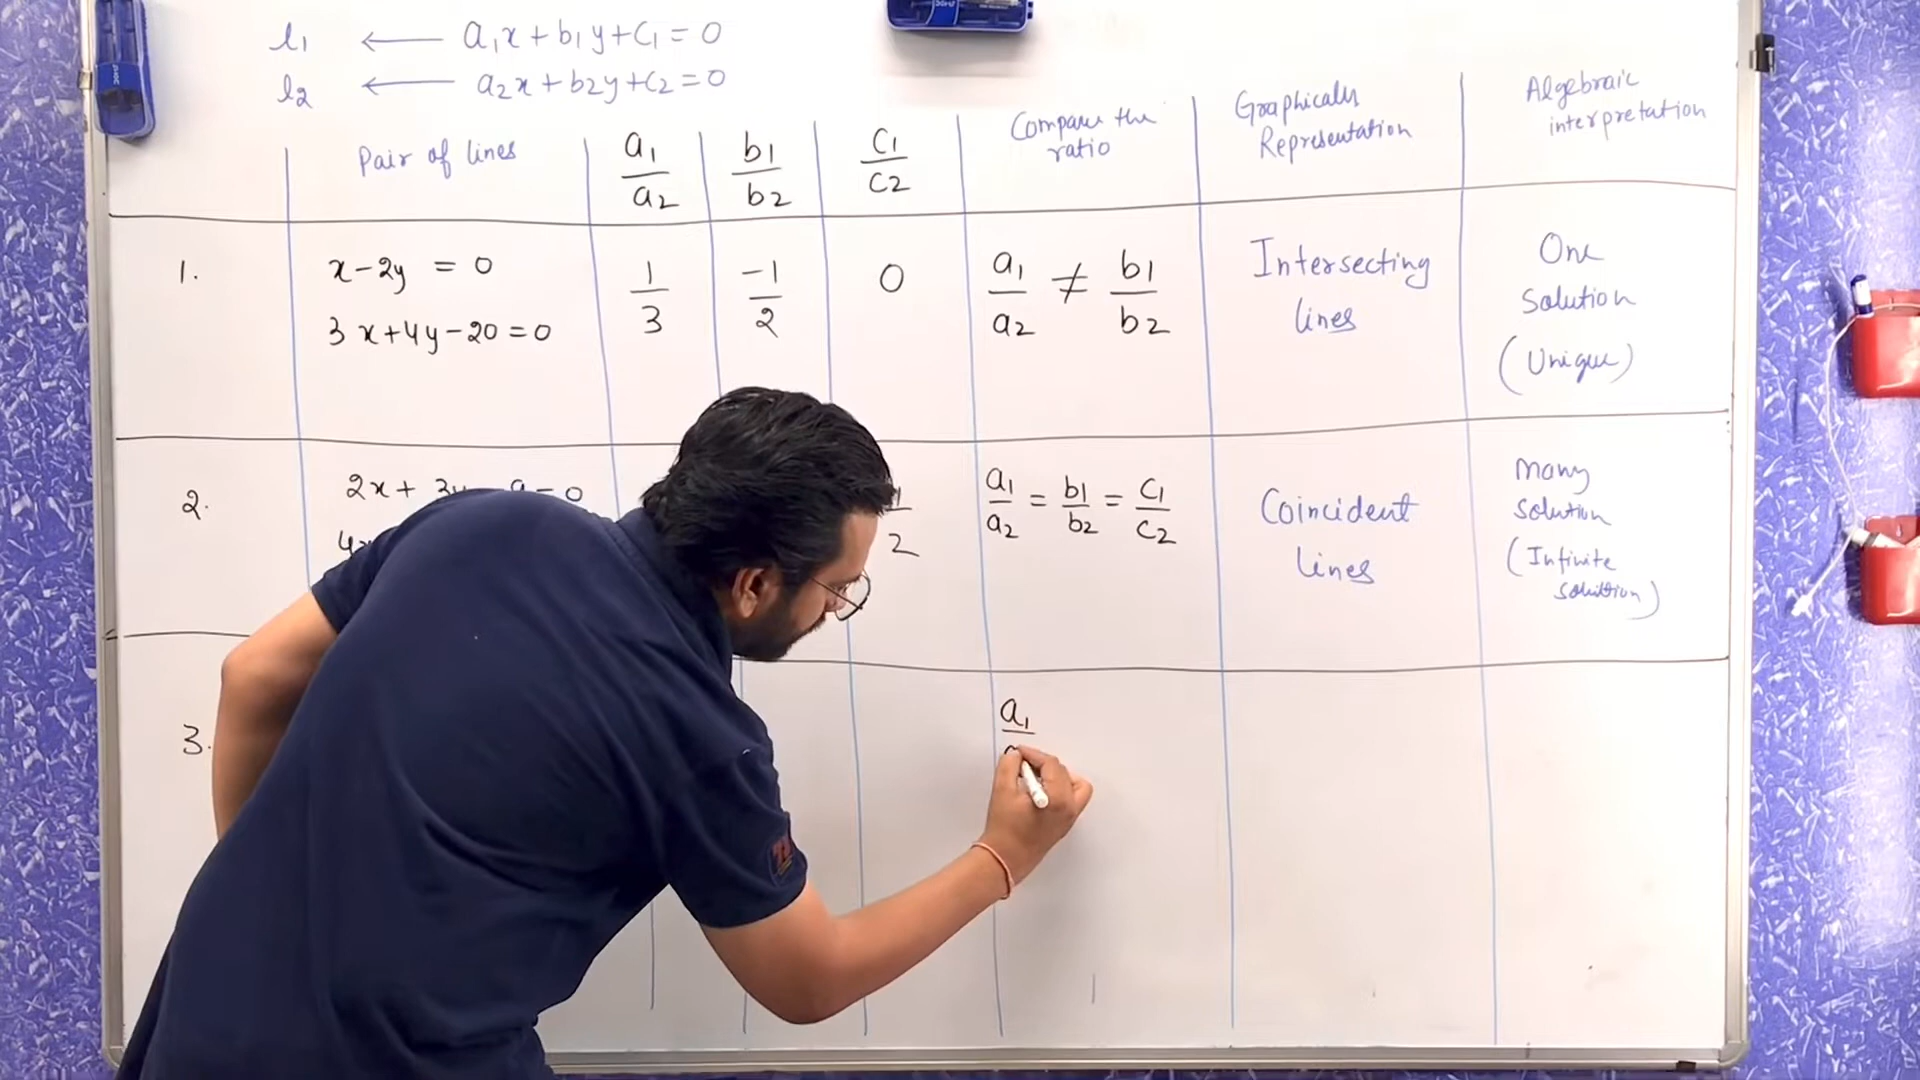 l1 ← a1x + b1y + c1 = 0
l2 ← a2x + b2y + c2 = 0
Pair of lines
a1
a2
b1
b2
c1
c2
Compare the
ratio
Graphically
Representation
Algebraic
interpretation
1.
x - 2y = 0
3x + 4y - 20 = 0
1
3
-1
2
0
a1 ≠ b1
a2 b2
Intersecting
lines
One
Solution
(Unique)
2.
2x + 3y - 9 = 0
4x
1
2
a1 = b1 = c1
a2 b2 c2
Coincident
lines
Many
Solution
(Infinite
solution)
3.
a1